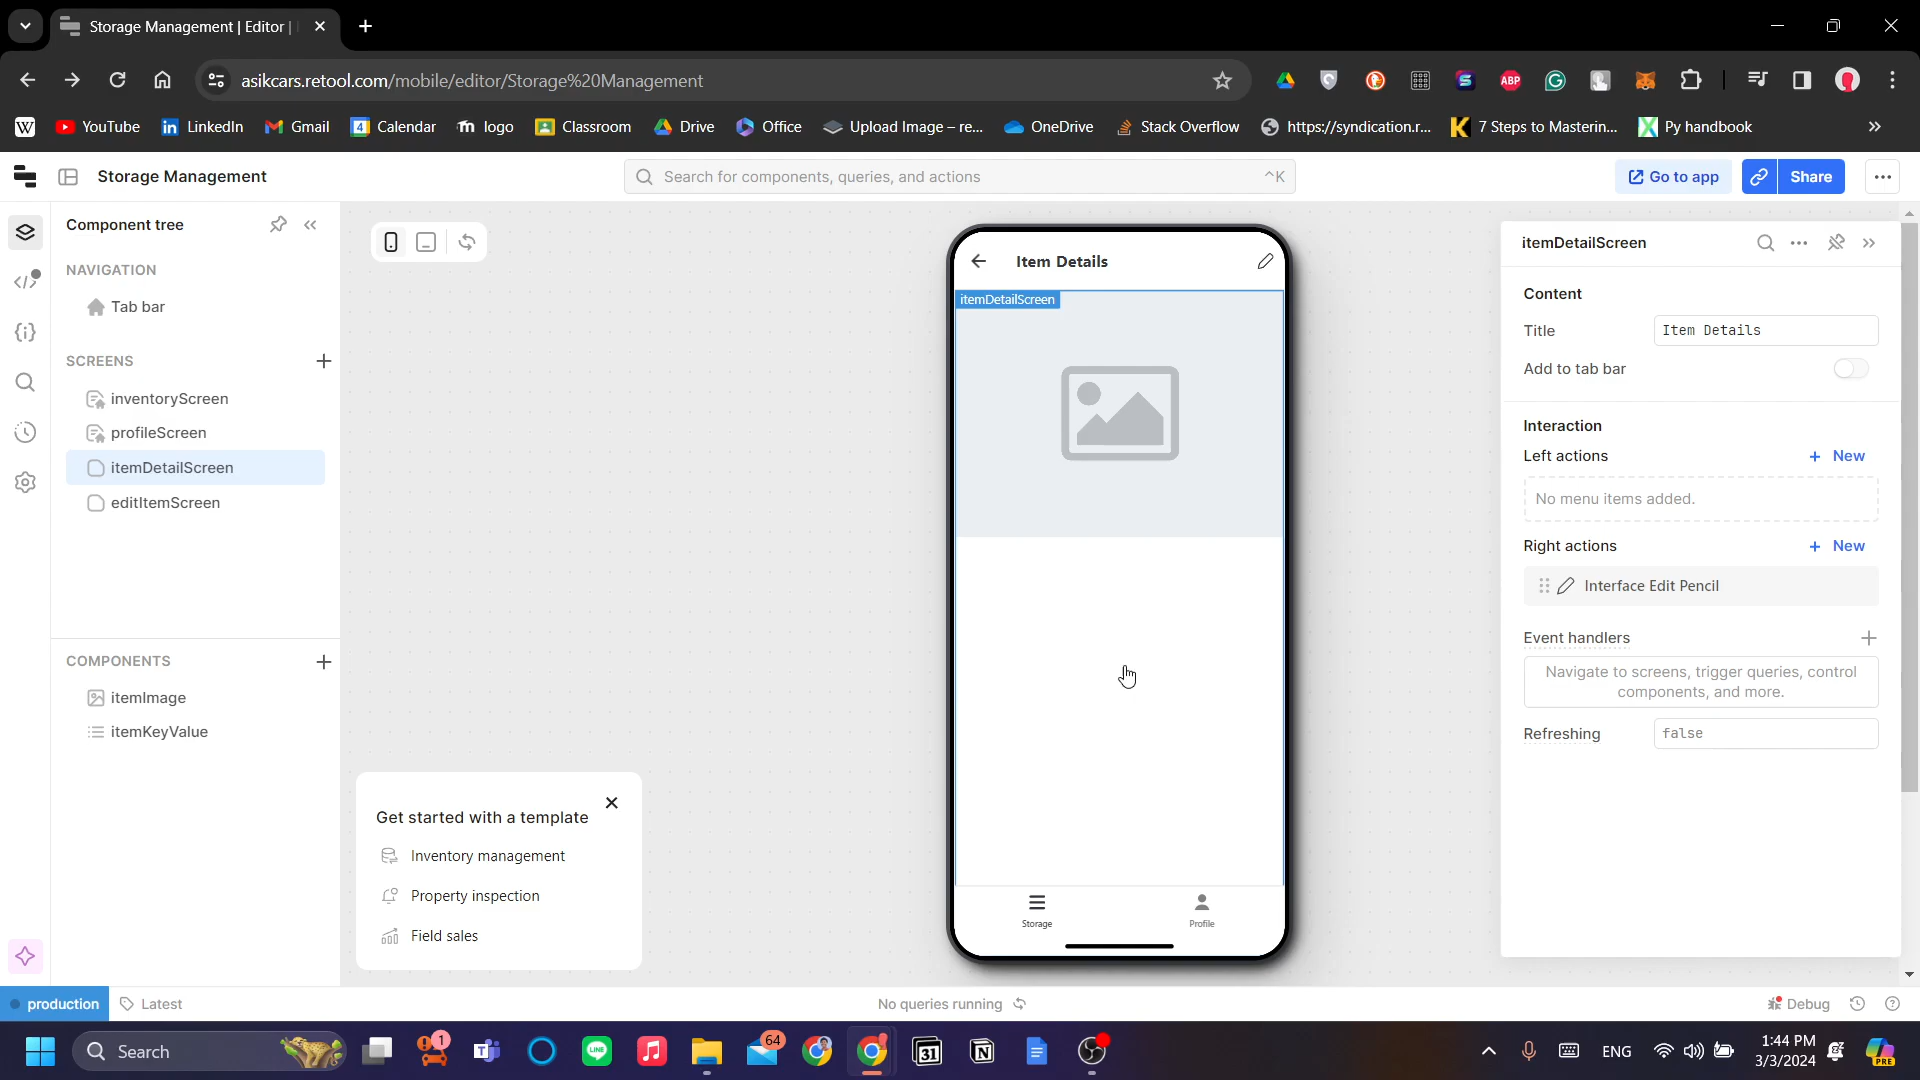 Storage Management | Editor |
asikcars.retool.com/mobile/editor/Storage%20Management
ABP
W
YouTube
LinkedIn
Gmail
Calendar
logo
Classroom
Drive
Office
Upload Image – re...
OneDrive
Stack Overflow
https://syndication.r...
7 Steps to Masterin...
Py handbook
Storage Management
Search for components, queries, and actions
^K
Go to app
Share
Component tree
NAVIGATION
Tab bar
SCREENS
inventoryScreen
profileScreen
itemDetailScreen
editItemScreen
COMPONENTS
itemImage
itemKeyValue
Get started with a template
Inventory management
Property inspection
Field sales
Item Details
itemDetailScreen
Storage
Profile
itemDetailScreen
Content
Title
Item Details
Add to tab bar
Interaction
Left actions
New
No menu items added.
Right actions
New
Interface Edit Pencil
Event handlers
Navigate to screens, trigger queries, control
components, and more.
Refreshing
false
production
Latest
No queries running
Debug
Search
1
LINE
64
31
ENG
1:44 PM
3/3/2024
PRE